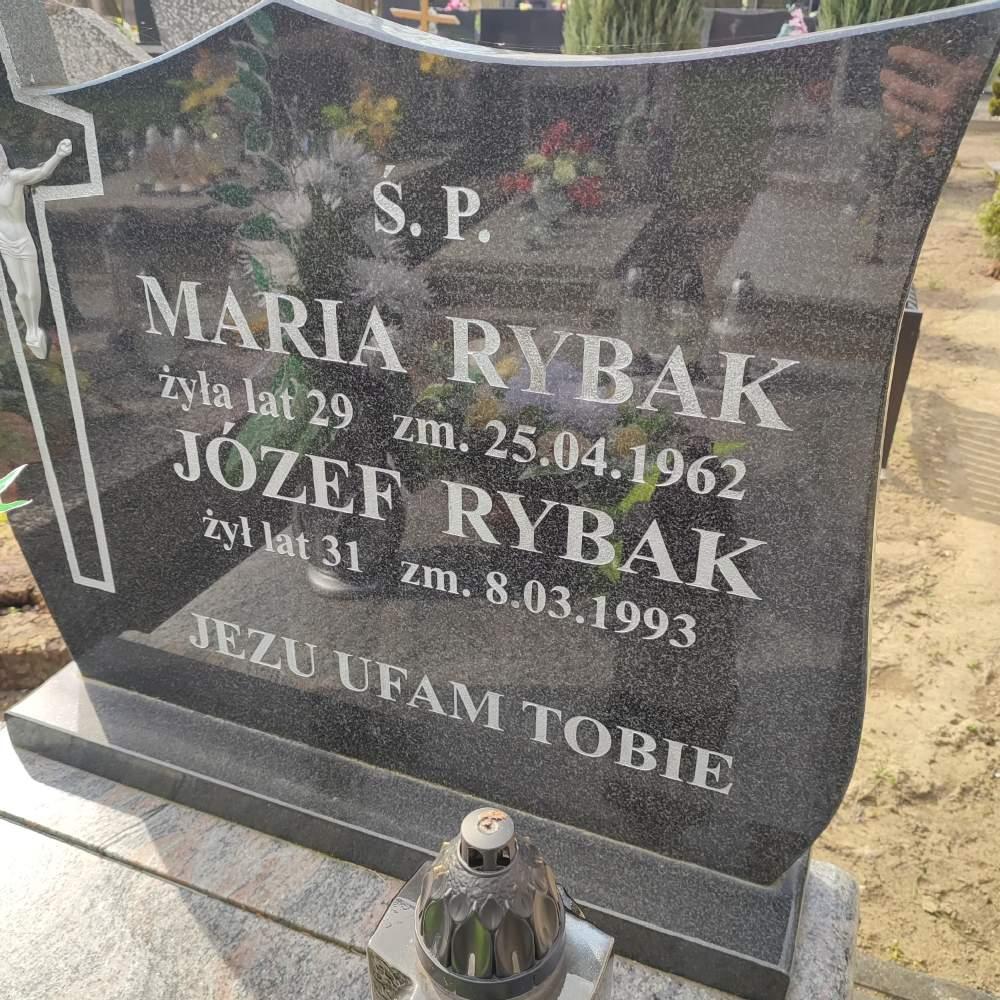 Ś. P.
MARIA RYBAK
żyła lat 29 zm. 25.04.1962
JÓZEF RYBAK
żył lat 31 zm. 8.03.1993
JEZU UFAM TOBIE